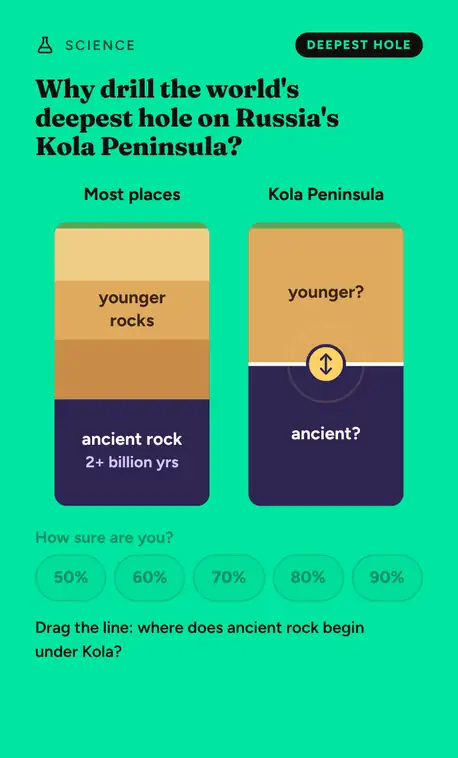 SCIENCE
DEEPEST HOLE
Why drill the world's
deepest hole on Russia's
Kola Peninsula?
Most places
Kola Peninsula
younger
rocks
ancient rock
2+ billion yrs
younger?
ancient?
How sure are you?
50%
60%
70%
80%
90%
Drag the line: where does ancient rock begin
under Kola?